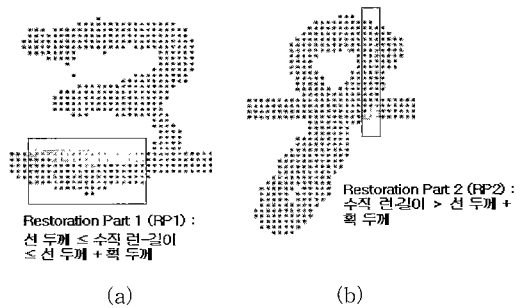 Restoration Part 1 (RP1) :
선 두께 ≤ 수직 런-길이
≤ 선 두께 + 획 두께
(a)
Restoration Part 2 (RP2) :
수직 런-길이 > 선 두께 +
획 두께
(b)